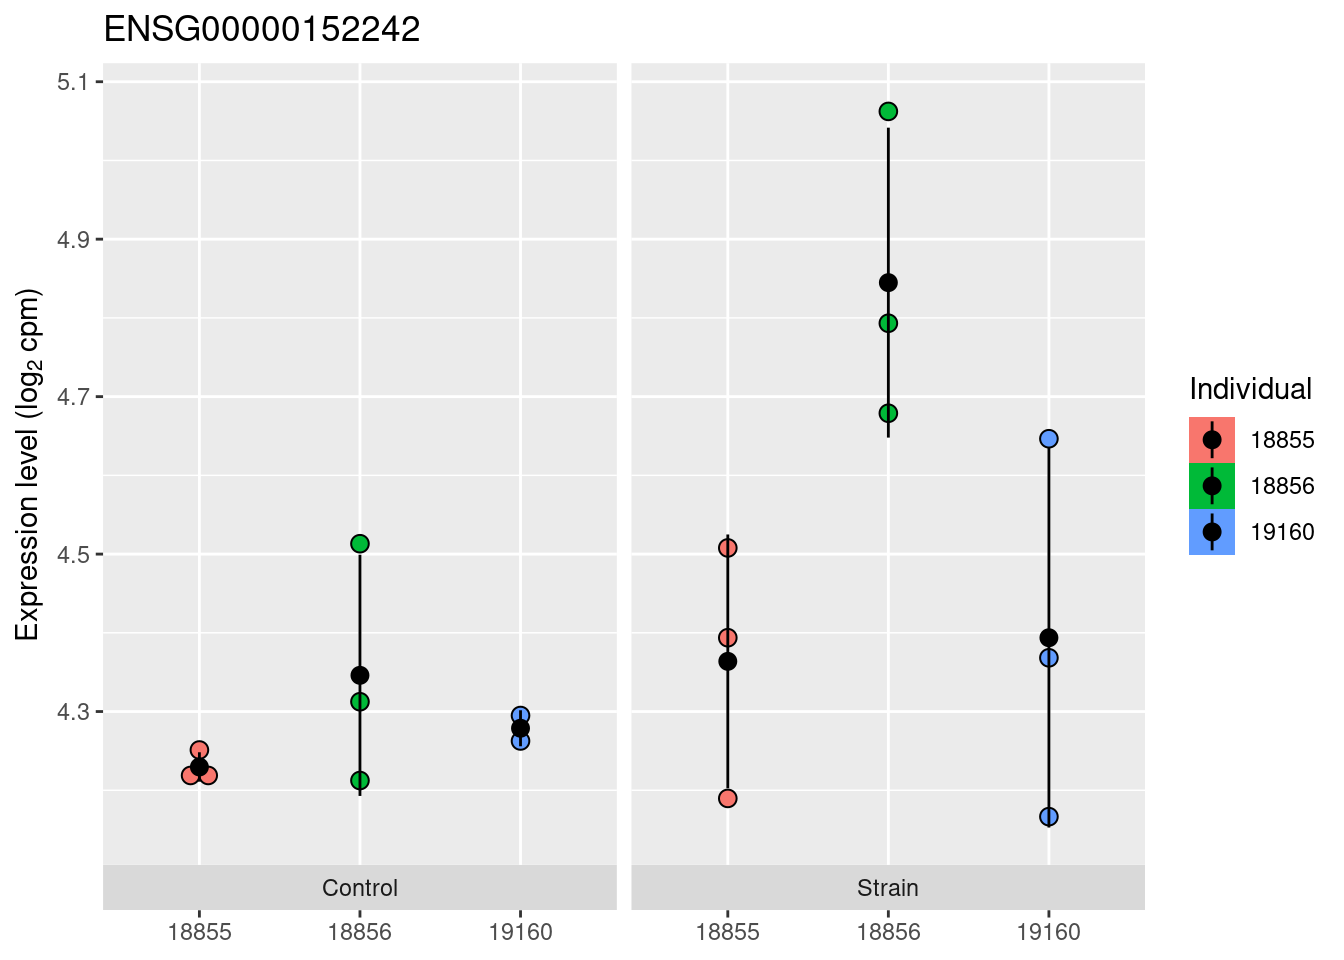 ENSG00000152242
Expression level (log₂ cpm)
5.1
4.9
4.7
4.5
4.3
Control
Strain
18855
18856
19160
18855
18856
19160
Individual
18855
18856
19160